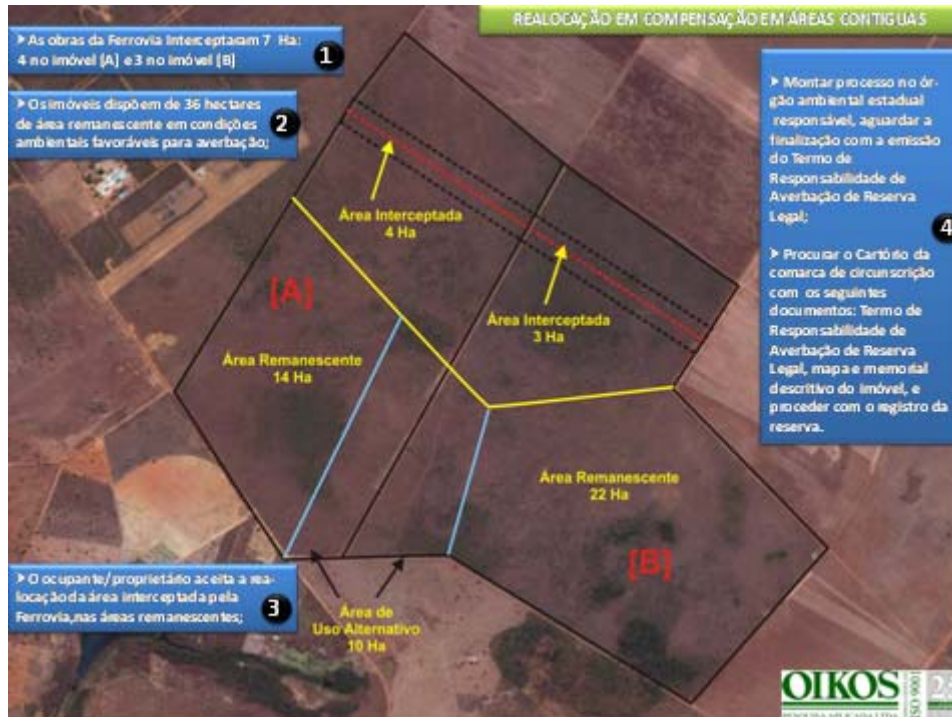 REALOCAÇÃO EM COMPENSAÇÃO EM ÁREAS CONTIGUAS
➤ As obras da Ferrovia Interceptaram 7 Ha:
4 no imóvel [A] e 3 no imóvel [B]
1
➤ Os imóveis dispõem de 36 hectares
de área remanescente em condições
ambientais favoráveis para averbação;
2
➤ Montar processo no ór-
gão ambiental estadual
responsável, aguardar a
finalização com a emissão
do Termo de
Responsabilidade de
Averbação de Reserva
Legal;
➤ Procurar o Cartório da
comarca de circunscrição
com os seguintes
documentos: Termo de
Responsabilidade de
Averbação de Reserva
Legal, mapa e memorial
descritivo do imóvel, e
proceder com o registro da
reserva.
4
Área Interceptada
4 Ha
Área Interceptada
3 Ha
[A]
Área Remanescente
14 Ha
Área Remanescente
22 Ha
[B]
➤ O ocupante/proprietário aceita a rea-
locação da área interceptada pela
Ferrovia, nas áreas remanescentes;
3
Área de
Uso Alternativo
10 Ha
OIKOS
PESQUISA APLICADA LTDA
ISO 9001